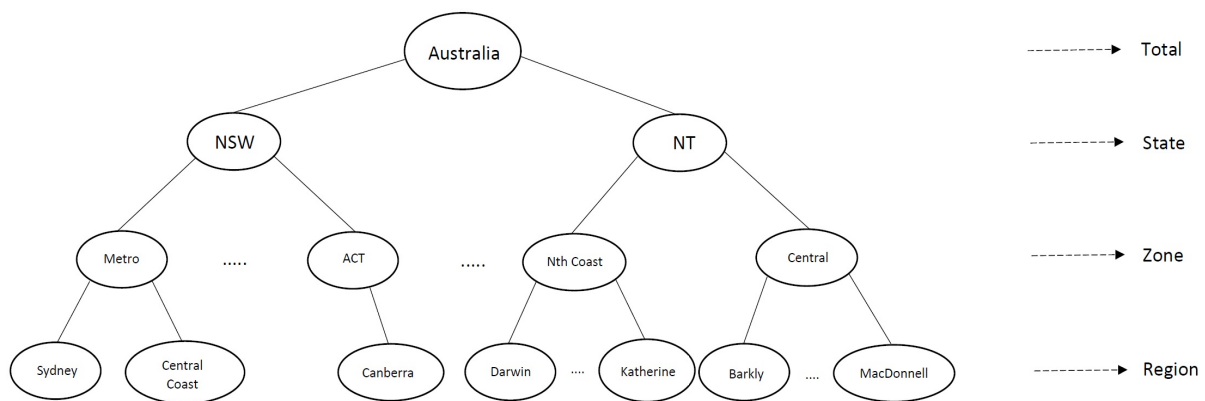 Australia
Total
NSW
NT
State
Metro
.....
ACT
.....
Nth Coast
Central
Zone
Sydney
Central
Coast
Canberra
Darwin
....
Katherine
Barkly
....
MacDonnell
Region